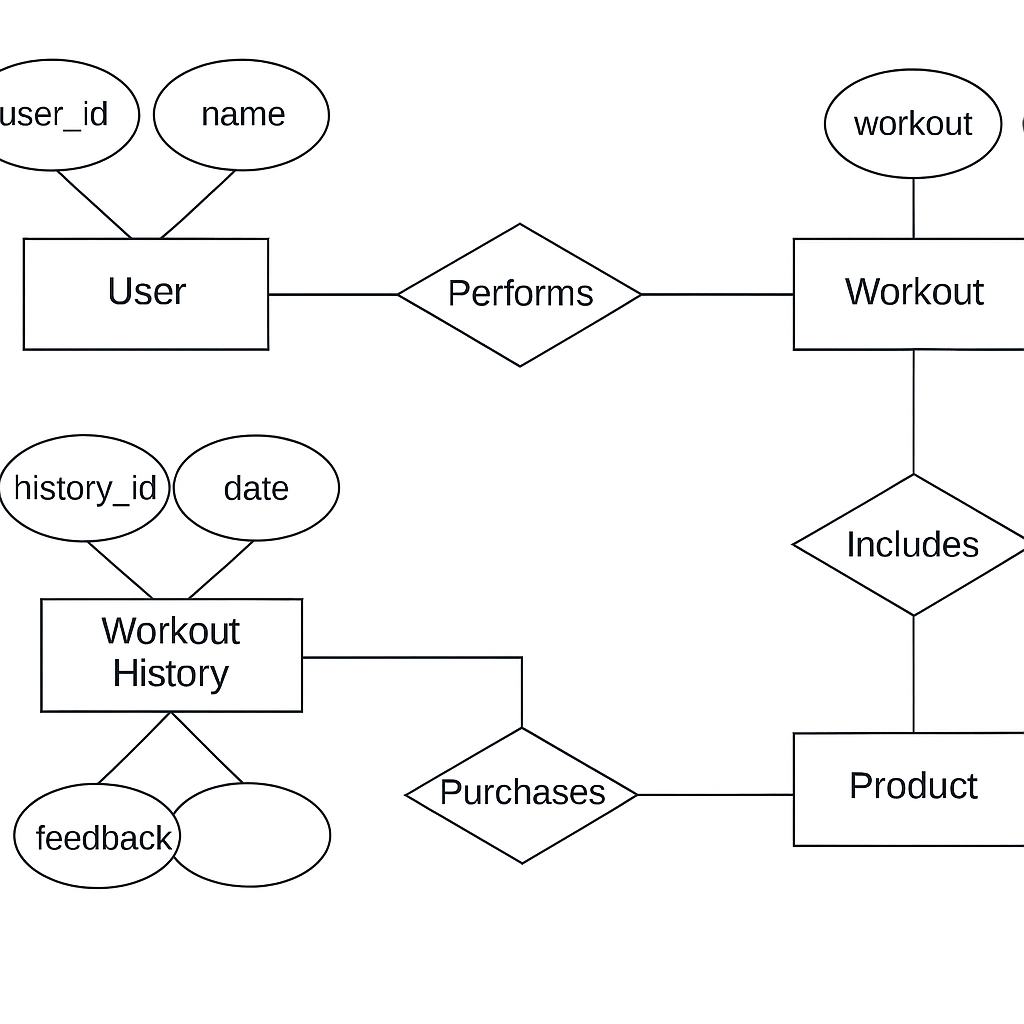 user_id
name
workout
User
Performs
Workout
history_id
date
Includes
Workout
History
Purchases
Product
feedback